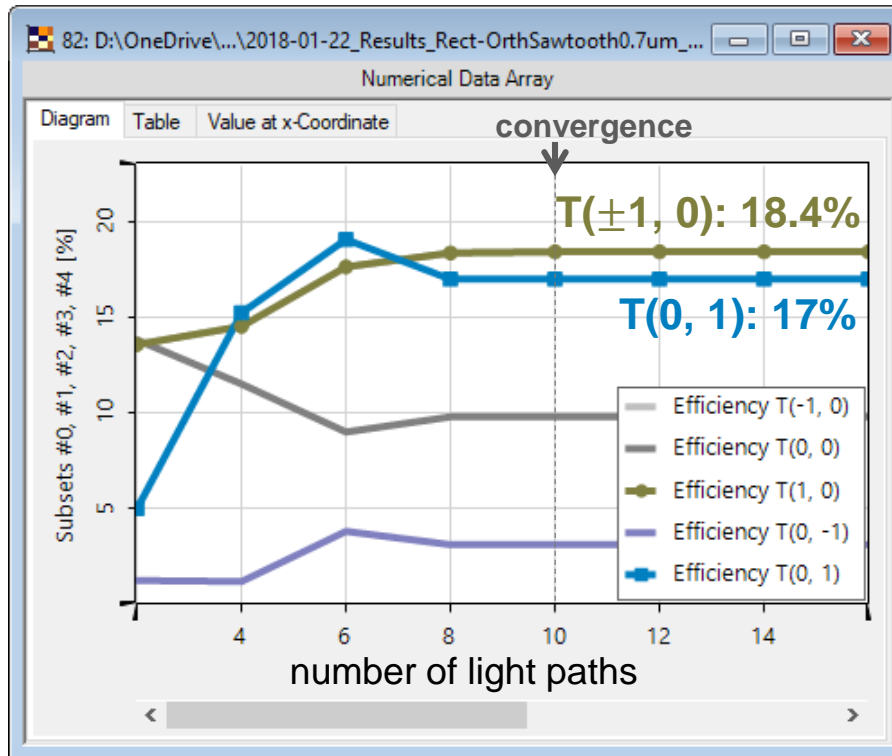 82: D:\OneDrive\...\2018-01-22_Results_Rect-OrthSawtooth0.7um_...
Numerical Data Array
Diagram Table Value at x-Coordinate
convergence
T(±1, 0): 18.4%
T(0, 1): 17%
Subsets #0, #1, #2, #3, #4 [%]
20
15
10
5
Efficiency T(-1, 0)
Efficiency T(0, 0)
Efficiency T(1, 0)
Efficiency T(0, -1)
Efficiency T(0, 1)
4 6 8 10 12 14
number of light paths